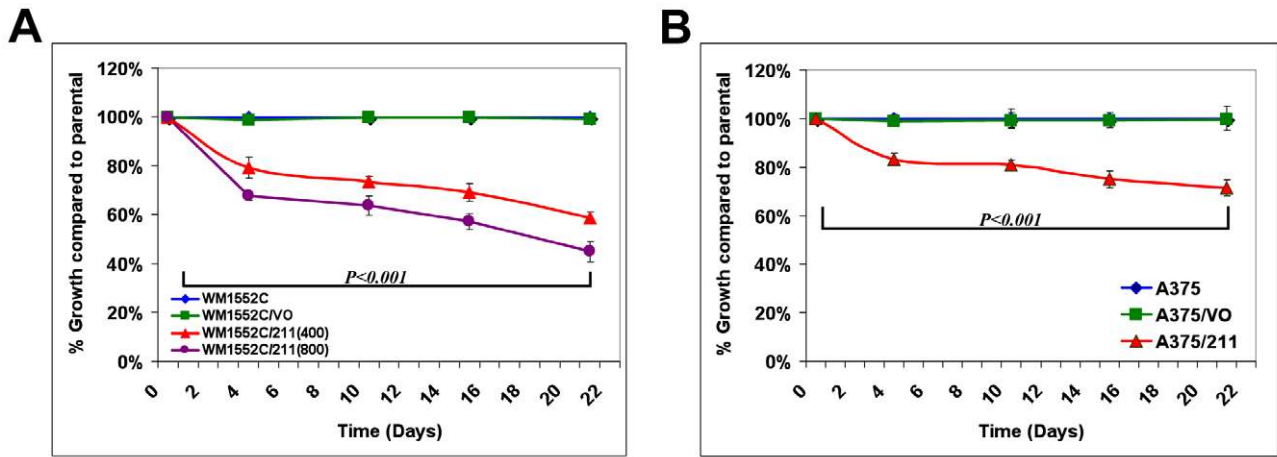 A
B
% Growth compared to parental
120%
100%
80%
60%
40%
20%
0%
P<0.001
WM1552C
WM1552C/VO
WM1552C/211(400)
WM1552C/211(800)
0 2 4 6 8 10 12 14 16 18 20 22
Time (Days)
% Growth compared to parental
120%
100%
80%
60%
40%
20%
0%
P<0.001
A375
A375/VO
A375/211
0 2 4 6 8 10 12 14 16 18 20 22
Time (Days)